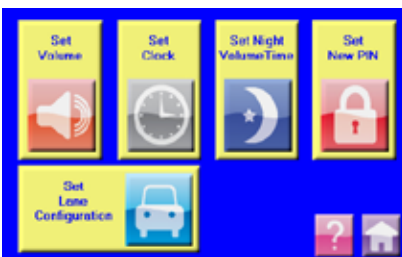 Set
Volume
Set
Clock
Set Night
VolumeTime
Set
New PIN
Set
Lane
Configuration
?